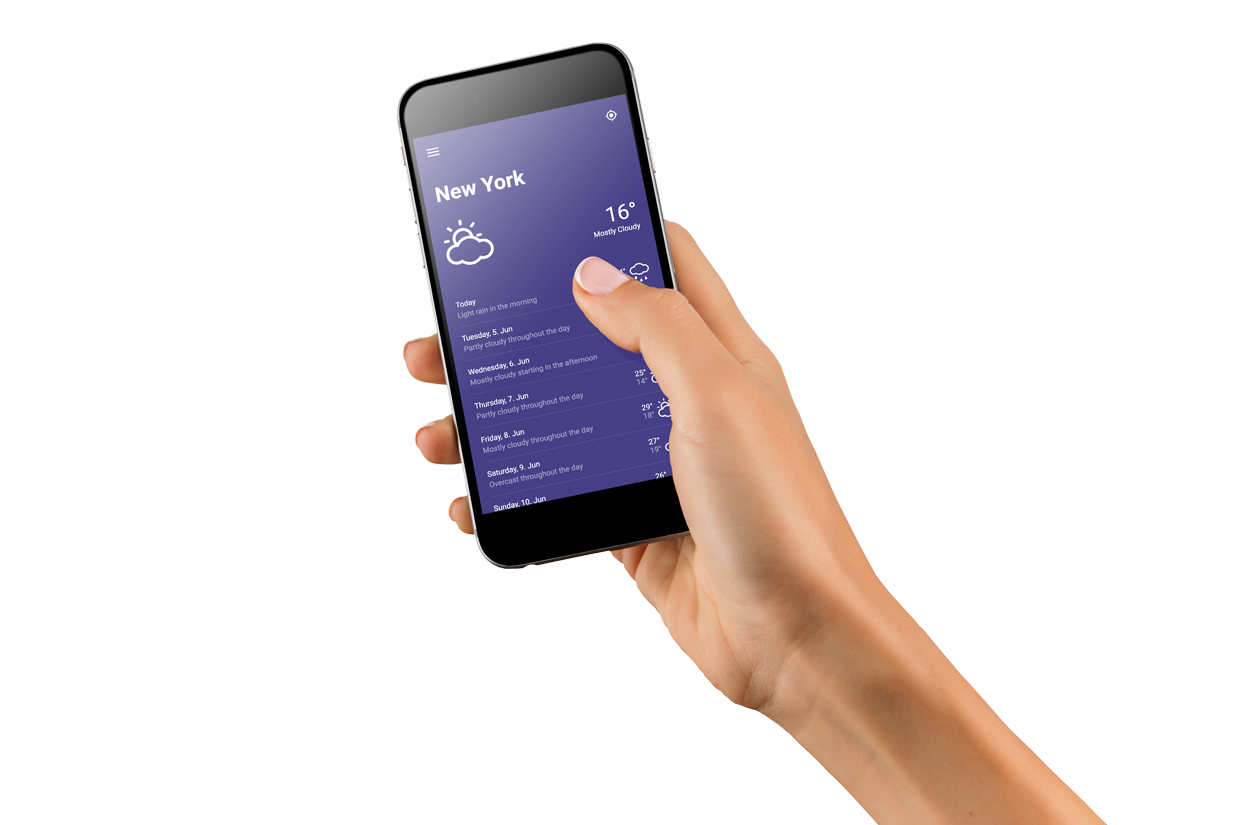 New York
16°
Mostly Cloudy
Today
Light rain in the morning
Tuesday, 5. Jun
Partly cloudy throughout the day
Wednesday, 6. Jun
Mostly cloudy starting in the afternoon
Thursday, 7. Jun
Partly cloudy throughout the day
25°
14°
Friday, 8. Jun
Mostly cloudy throughout the day
29°
18°
Saturday, 9. Jun
Overcast throughout the day
27°
19°
Sunday, 10. Jun
26°